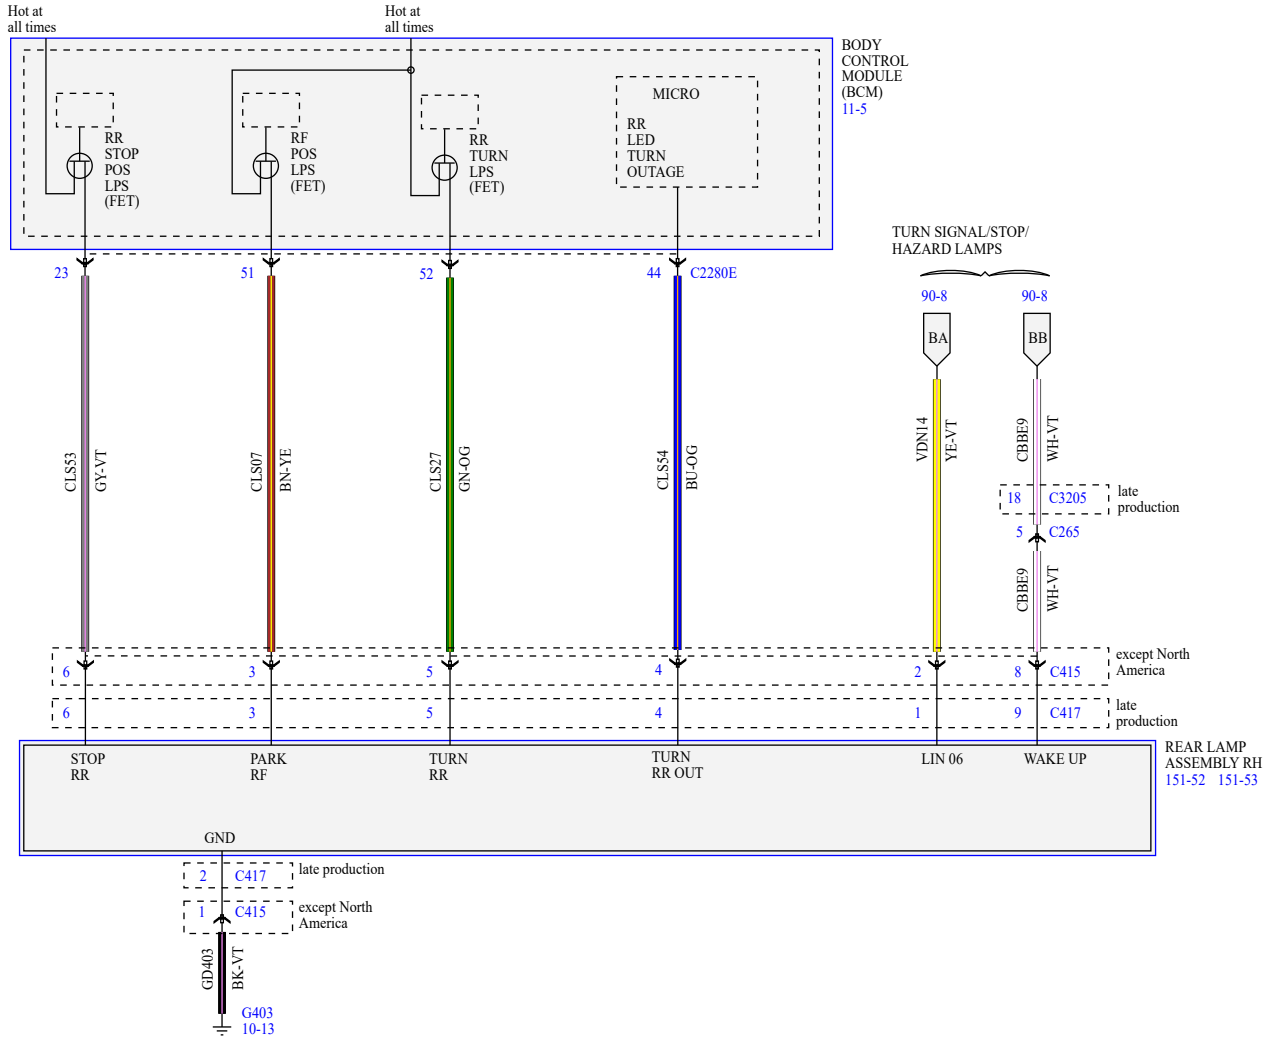 Hot at
all times
Hot at
all times
BODY
CONTROL
MODULE
(BCM)
11-5
RR
STOP
POS
LPS
(FET)
RF
POS
LPS
(FET)
RR
TURN
LPS
(FET)
MICRO
RR
LED
TURN
OUTAGE
TURN SIGNAL/STOP/
HAZARD LAMPS
23
51
52
44 C2280E
90-8
90-8
BA
BB
CLS53
GY-VT
CLS07
BN-YE
CLS27
GN-OG
CLS54
BU-OG
VDN14
YE-VT
CBBE9
WH-VT
18 C3205
late
production
5 C265
CBBE9
WH-VT
6 3 5 4 2 8 C415
except North
America
6 3 5 4 1 9 C417
late
production
STOP
RR
PARK
RF
TURN
RR
TURN
RR OUT
LIN 06
WAKE UP
REAR LAMP
ASSEMBLY RH
151-52 151-53
GND
2 C417
late production
1 C415
except North
America
GD403
BK-VT
G403
10-13